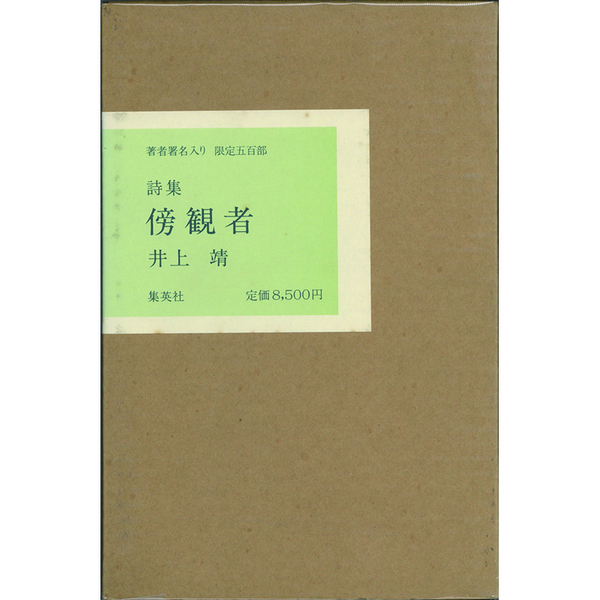 著者署名入り 限定五百部
詩集
傍観者
井上 靖
集英社 定価8,500円